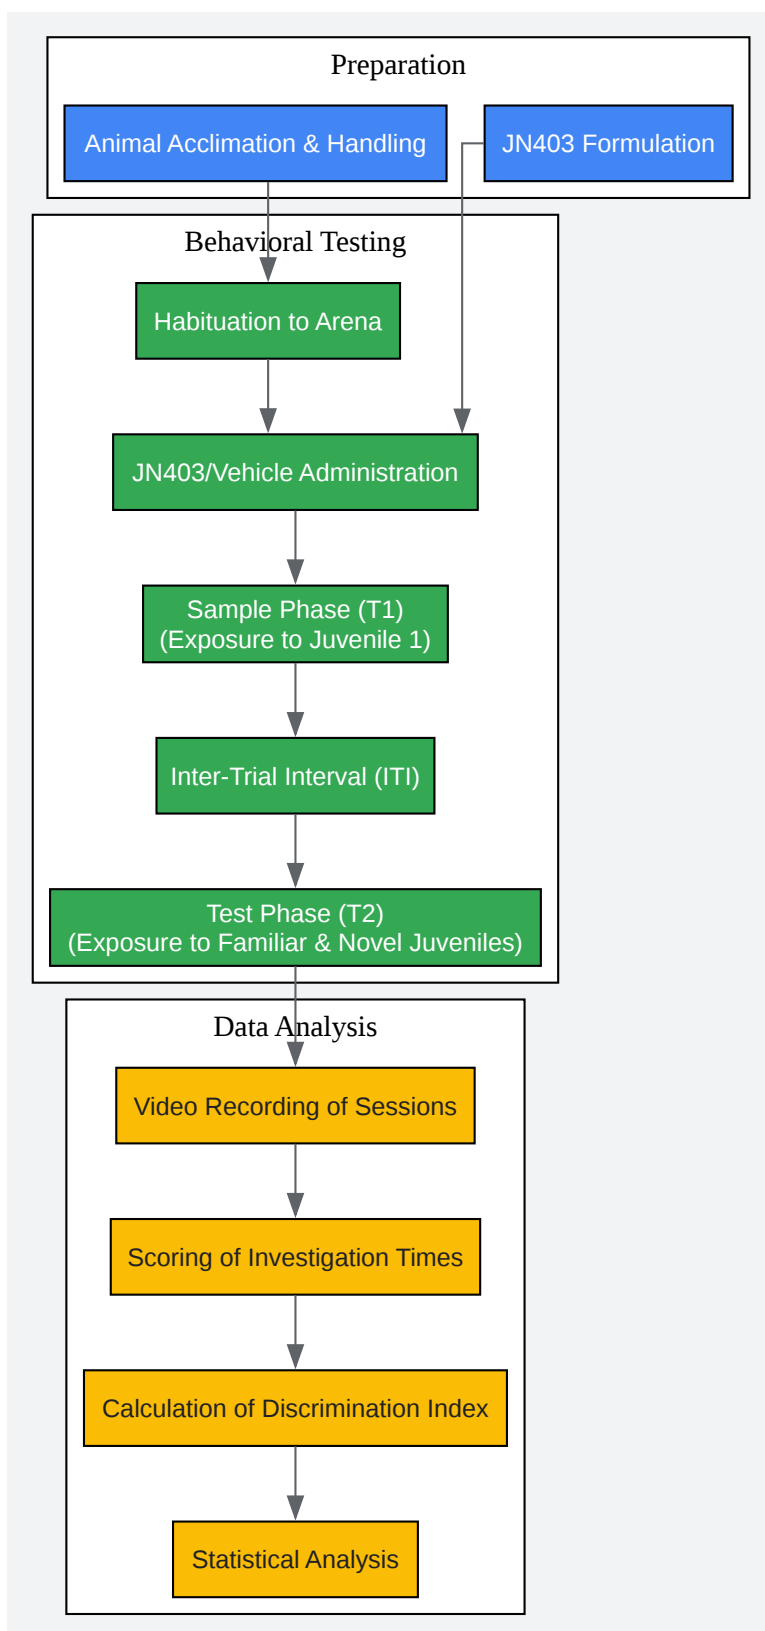 Preparation
Animal Acclimation & Handling
JN403 Formulation
Behavioral Testing
Habituation to Arena
JN403/Vehicle Administration
Sample Phase (T1)
(Exposure to Juvenile 1)
Inter-Trial Interval (ITI)
Test Phase (T2)
(Exposure to Familiar & Novel Juveniles)
Data Analysis
Video Recording of Sessions
Scoring of Investigation Times
Calculation of Discrimination Index
Statistical Analysis